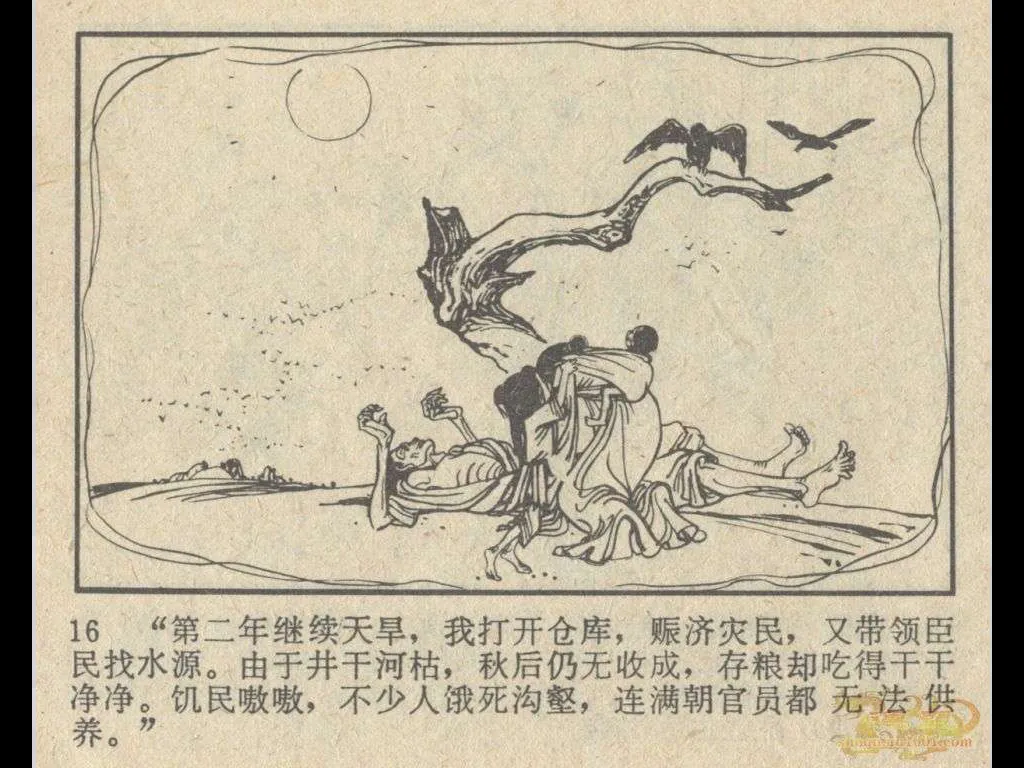 16 “第二年继续天旱，我打开仓库，赈济灾民，又带领臣
民找水源。由于井干河枯，秋后仍无收成，存粮却吃得干干
净净。饥民嗷嗷，不少人饿死沟壑，连满朝官员都无法供
养。”